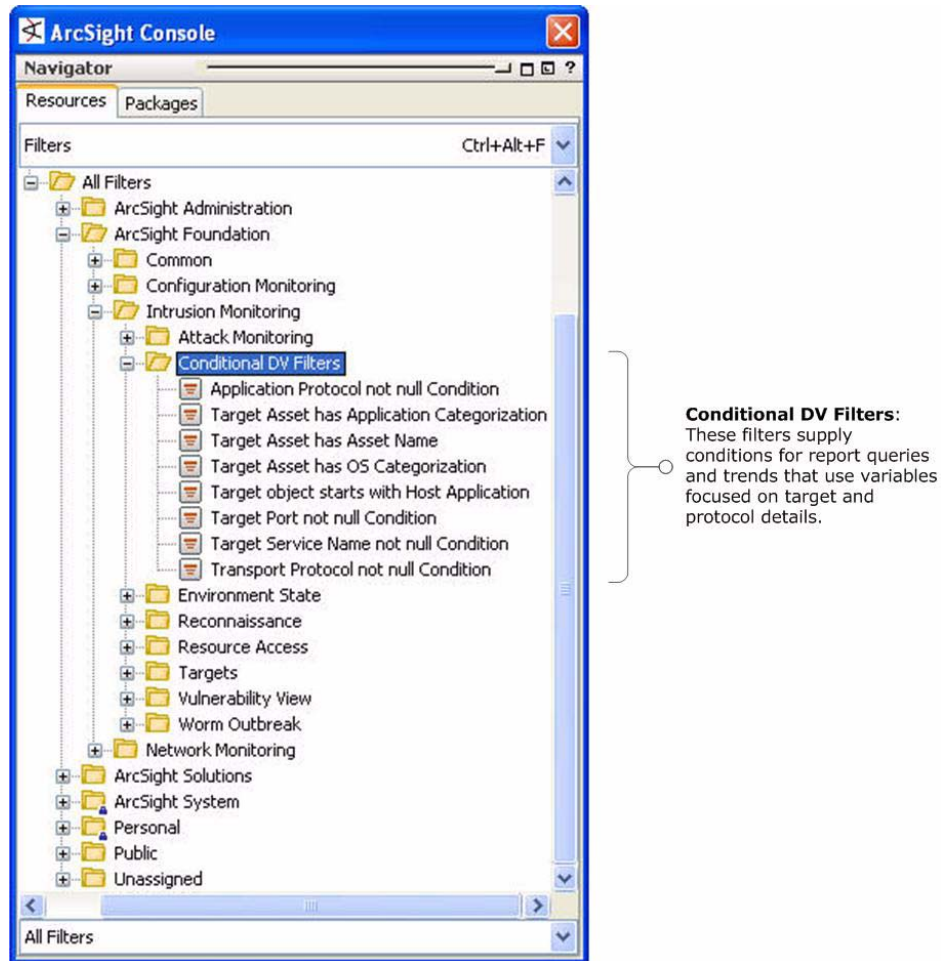 ArcSight Console
Navigator
?
Resources
Packages
Filters
Ctrl+Alt+F
All Filters
ArcSight Administration
ArcSight Foundation
Common
Configuration Monitoring
Intrusion Monitoring
Attack Monitoring
Conditional DV Filters
Application Protocol not null Condition
Target Asset has Application Categorization
Target Asset has Asset Name
Target Asset has OS Categorization
Target object starts with Host Application
Target Port not null Condition
Target Service Name not null Condition
Transport Protocol not null Condition
Environment State
Reconnaissance
Resource Access
Targets
Vulnerability View
Worm Outbreak
Network Monitoring
ArcSight Solutions
ArcSight System
Personal
Public
Unassigned
All Filters
Conditional DV Filters:
These filters supply
conditions for report queries
and trends that use variables
focused on target and
protocol details.